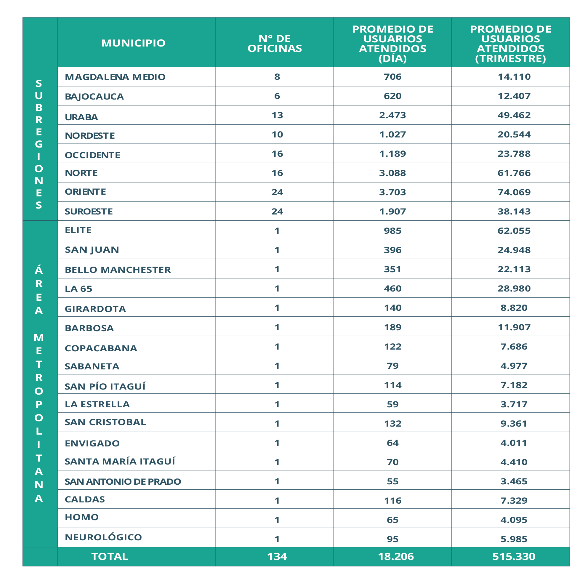 MUNICIPIO | N° DE OFICINAS | PROMEDIO DE USUARIOS ATENDIDOS (DÍA) | PROMEDIO DE USUARIOS ATENDIDOS (TRIMESTRE)
SUBREGIONES
MAGDALENA MEDIO 8 706 14.110
BAJOCAUCA 6 620 12.407
URABA 13 2.473 49.462
NORDESTE 10 1.027 20.544
OCCIDENTE 16 1.189 23.788
NORTE 16 3.088 61.766
ORIENTE 24 3.703 74.069
SUROESTE 24 1.907 38.143
ÁREA METROPOLITANA
ELITE 1 985 62.055
SAN JUAN 1 396 24.948
BELLO MANCHESTER 1 351 22.113
LA 65 1 460 28.980
GIRARDOTA 1 140 8.820
BARBOSA 1 189 11.907
COPACABANA 1 122 7.686
SABANETA 1 79 4.977
SAN PÍO ITAGUÍ 1 114 7.182
LA ESTRELLA 1 59 3.717
SAN CRISTOBAL 1 132 9.361
ENVIGADO 1 64 4.011
SANTA MARÍA ITAGUÍ 1 70 4.410
SAN ANTONIO DE PRADO 1 55 3.465
CALDAS 1 116 7.329
HOMO 1 65 4.095
NEUROLÓGICO 1 95 5.985
TOTAL 134 18.206 515.330